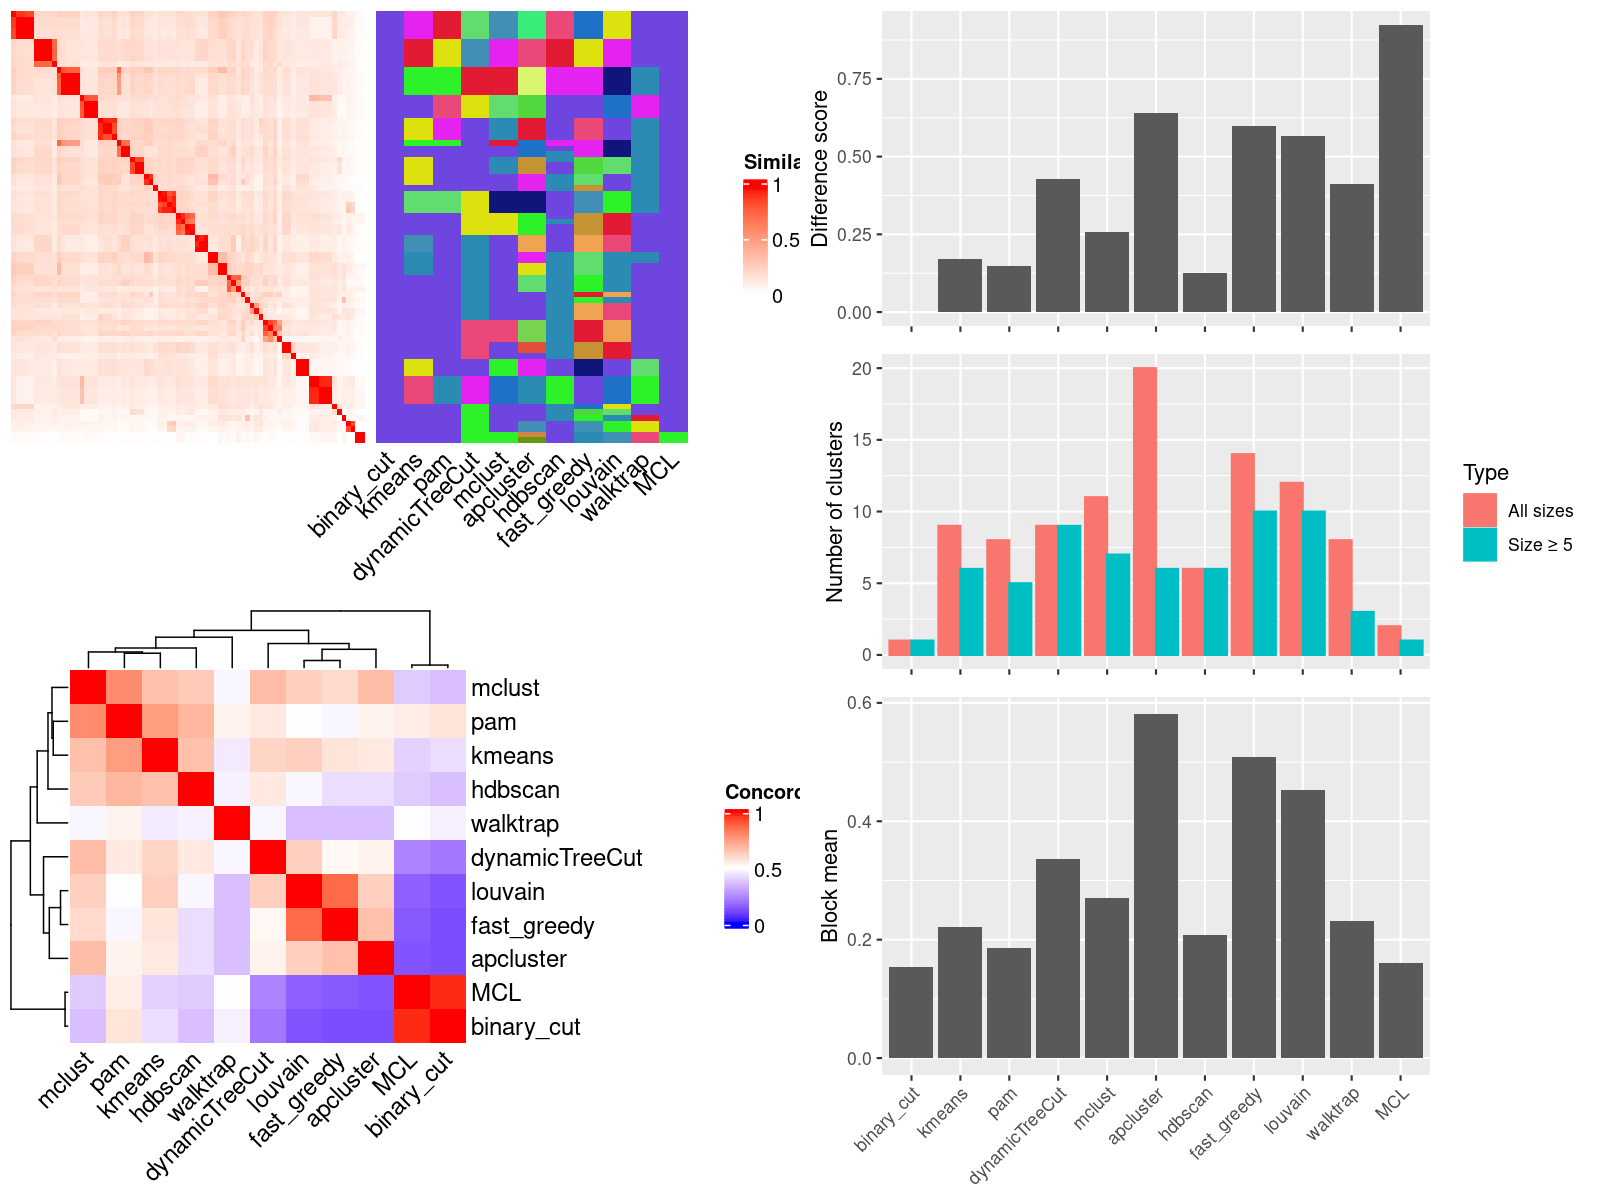 Simila
1
0.5
0
binary_cut
kmeans
pam
dynamicTreeCut
mclust
apcluster
hdbscan
fast_greedy
louvain
walktrap
MCL
mclust
pam
kmeans
hdbscan
walktrap
dynamicTreeCut
louvain
fast_greedy
apcluster
MCL
binary_cut
mclust
pam
kmeans
hdbscan
walktrap
dynamicTreeCut
louvain
fast_greedy
apcluster
MCL
binary_cut
Concord
1
0.5
0
Difference score
0.75
0.50
0.25
0.00
Number of clusters
20
15
10
5
0
Type
All sizes
Size ≥ 5
Block mean
0.6
0.4
0.2
0.0
binary_cut
kmeans
pam
dynamicTreeCut
mclust
apcluster
hdbscan
fast_greedy
louvain
walktrap
MCL